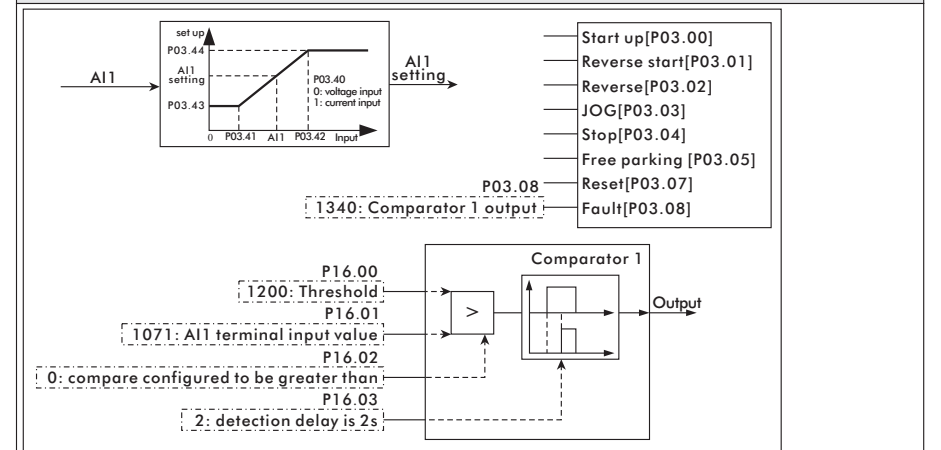 set up
P03.44
AI1
setting
P03.43
0
P03.41
AI1
P03.42
Input
P03.40
0: voltage input
1: current input
AI1
AI1
setting
Start up[P03.00]
Reverse start[P03.01]
Reverse[P03.02]
JOG[P03.03]
Stop[P03.04]
Free parking [P03.05]
Reset[P03.07]
Fault[P03.08]
P03.08
1340: Comparator 1 output
Comparator 1
P16.00
1200: Threshold
P16.01
1071: AI1 terminal input value
P16.02
0: compare configured to be greater than
P16.03
2: detection delay is 2s
>
Output